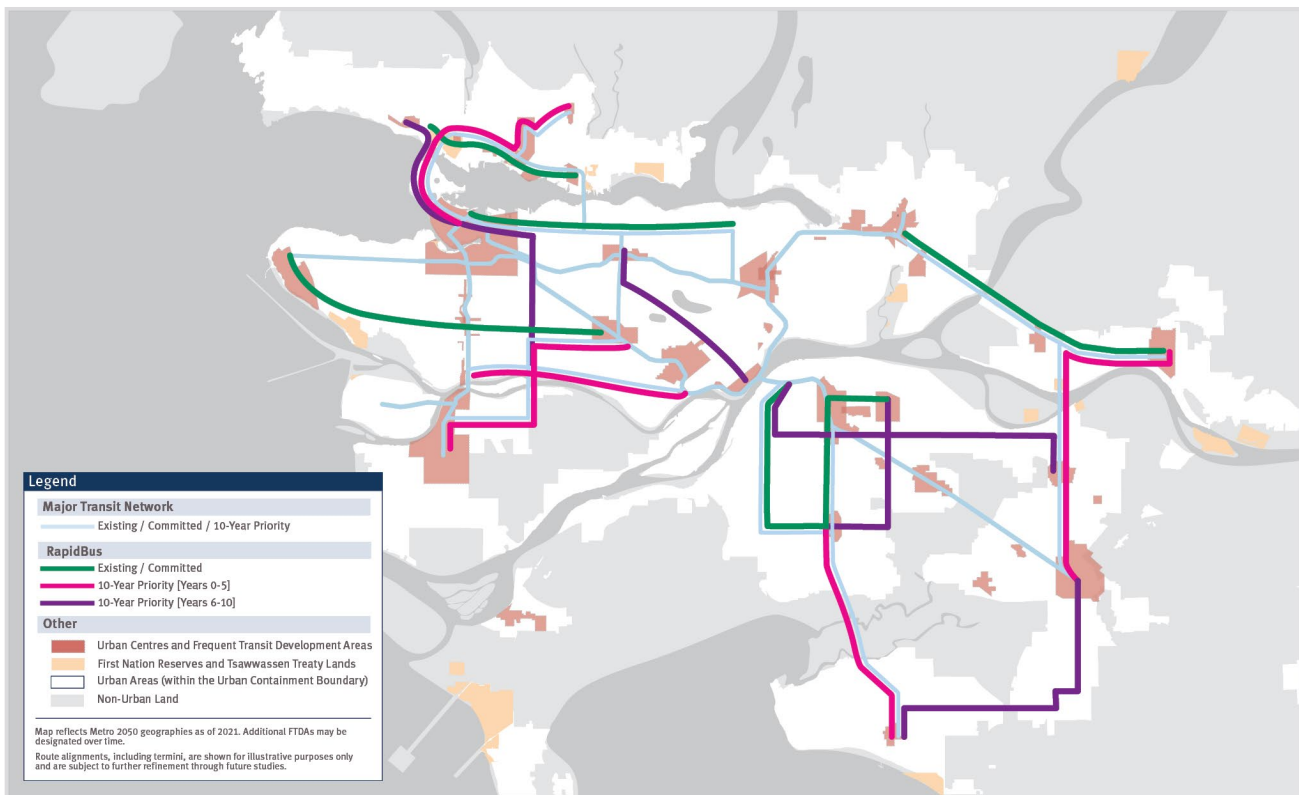 Legend
Major Transit Network
Existing / Committed / 10-Year Priority
RapidBus
Existing / Committed
10-Year Priority [Years 0-5]
10-Year Priority [Years 6-10]
Other
Urban Centres and Frequent Transit Development Areas
First Nation Reserves and Tsawwassen Treaty Lands
Urban Areas (within the Urban Containment Boundary)
Non-Urban Land
Map reflects Metro 2050 geographies as of 2021. Additional FTDAs may be
designated over time.
Route alignments, including termini, are shown for illustrative purposes only
and are subject to further refinement through future studies.